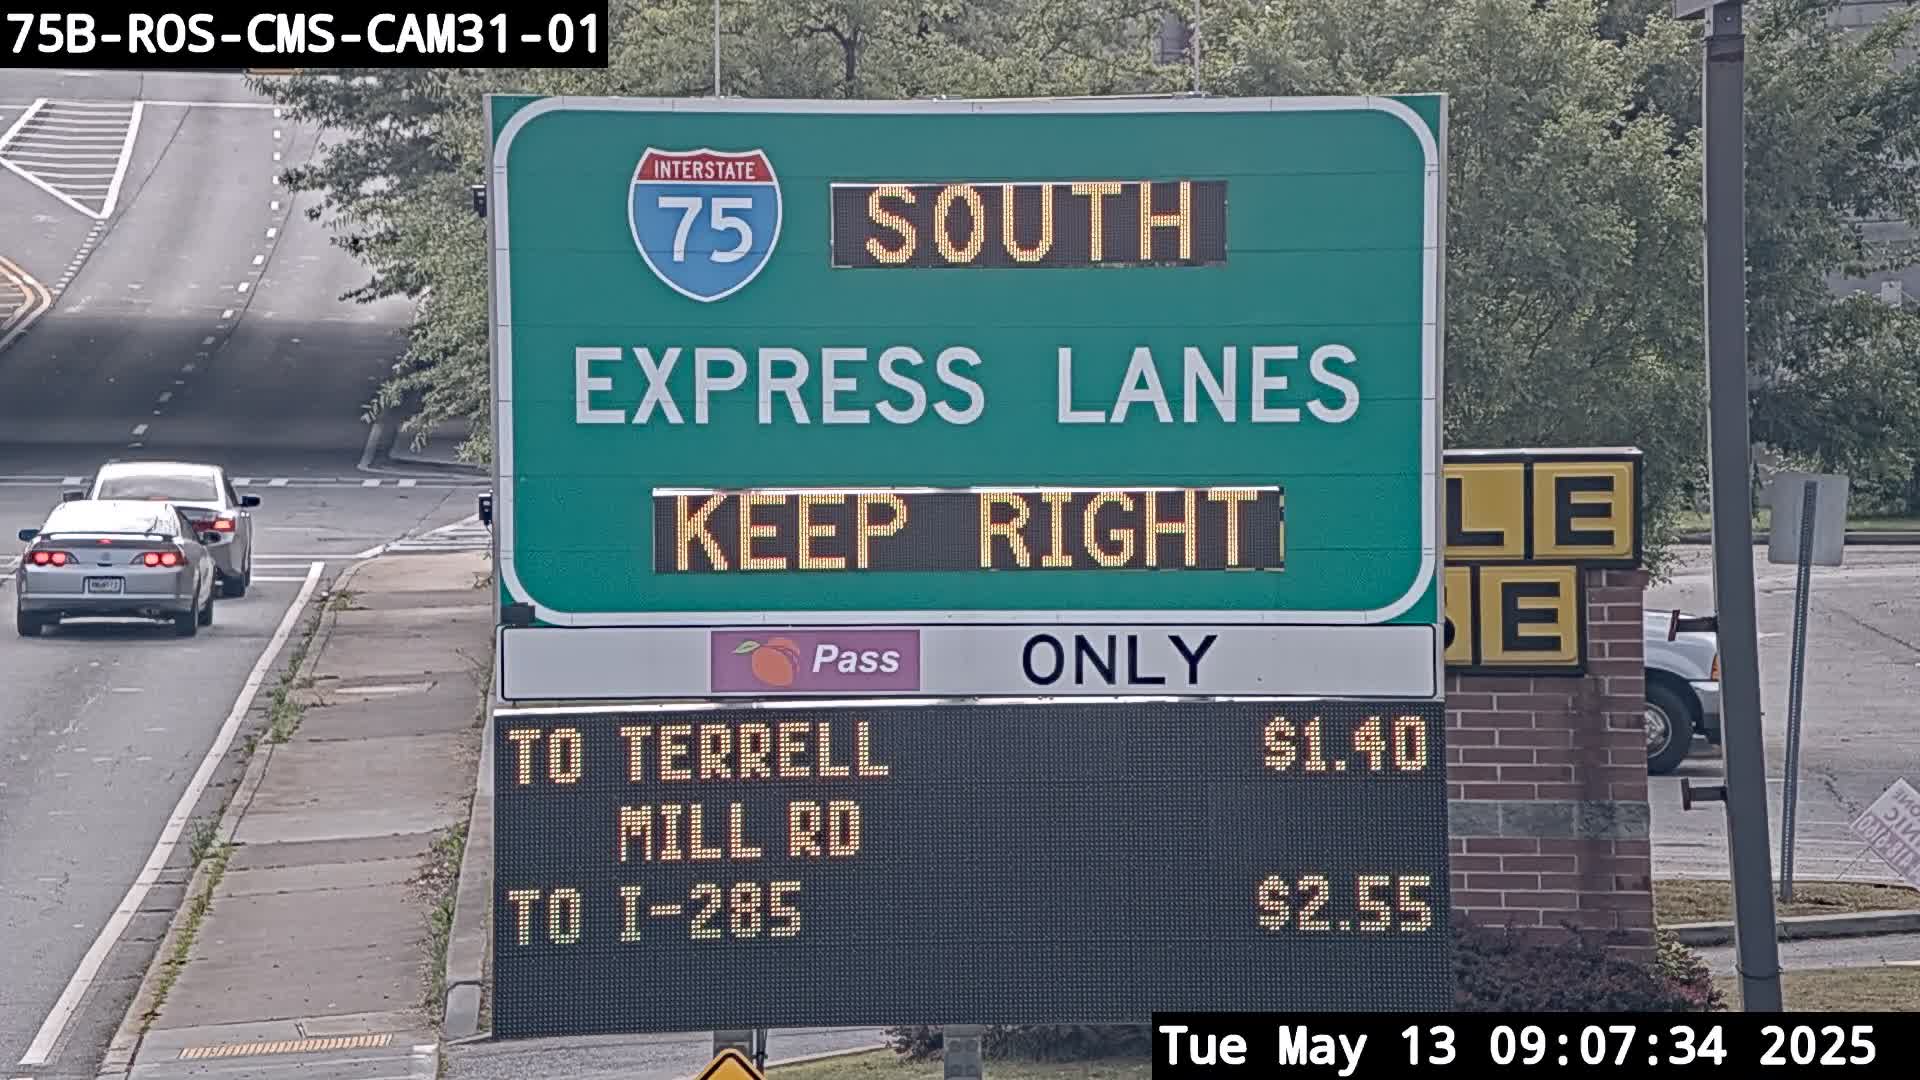 75B-ROS-CMS-CAM31-01
INTERSTATE
75
SOUTH
EXPRESS LANES
KEEP RIGHT
LE
E
Pass ONLY
TO TERRELL $1.40
MILL RD
TO I-285 $2.55
Tue May 13 09:07:34 2025